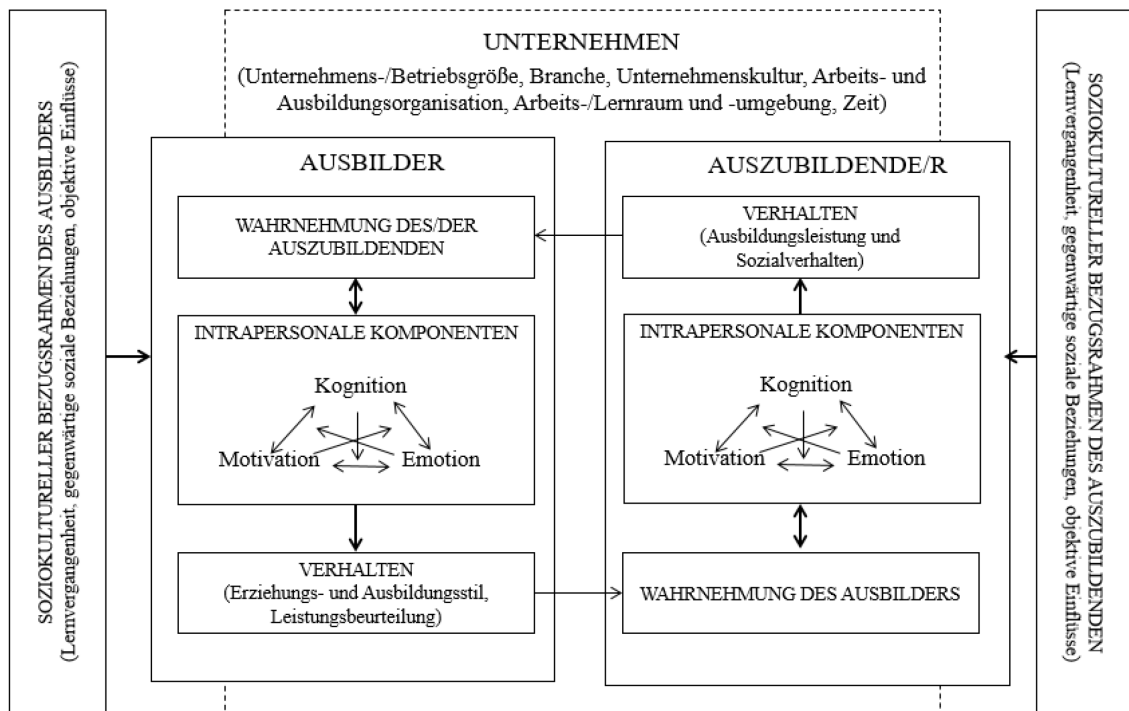 SOZIOKULTURELLER BEZUGSRAHMEN DES AUSBILDERS
(Lernvergangenheit, gegenwärtige soziale Beziehungen, objektive Einflüsse)
UNTERNEHMEN
(Unternehmens-/Betriebsgröße, Branche, Unternehmenskultur, Arbeits- und
Ausbildungsorganisation, Arbeits-/Lernraum und -umgebung, Zeit)
AUSBILDER
WAHRNEHMUNG DES/DER
AUSZUBILDENDEN
INTRAPERSONALE KOMPONENTEN
Kognition
Motivation
Emotion
VERHALTEN
(Erziehungs- und Ausbildungsstil,
Leistungsbeurteilung)
AUSZUBILDENDE/R
VERHALTEN
(Ausbildungsleistung und
Sozialverhalten)
INTRAPERSONALE KOMPONENTEN
Kognition
Motivation
Emotion
WAHRNEHMUNG DES AUSBILDERS
SOZIOKULTURELLER BEZUGSRAHMEN DES AUSZUBILDENDEN
(Lernvergangenheit, gegenwärtige soziale Beziehungen, objektive Einflüsse)